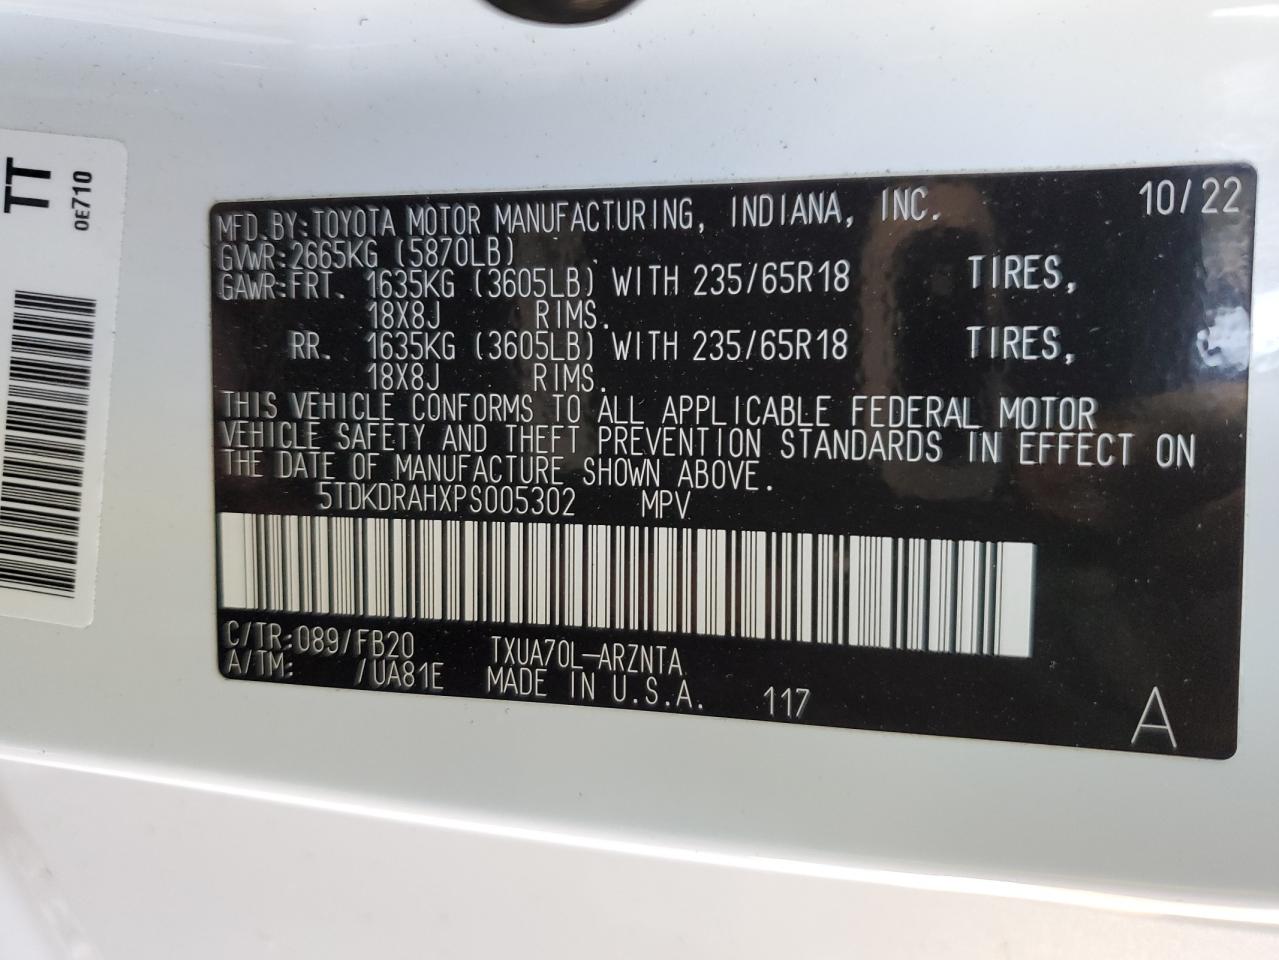 TT
0E710
MFD.BY:TOYOTA MOTOR MANUFACTURING, INDIANA, INC. 10/22
GVWR:2665KG (5870LB)
GAWR:FRT. 1635KG (3605LB) WITH 235/65R18 TIRES,
18X8J RIMS.
RR. 1635KG (3605LB) WITH 235/65R18 TIRES,
18X8J RIMS.
THIS VEHICLE CONFORMS TO ALL APPLICABLE FEDERAL MOTOR
VEHICLE SAFETY AND THEFT PREVENTION STANDARDS IN EFFECT ON
THE DATE OF MANUFACTURE SHOWN ABOVE.
5TDKDRAHXPS005302 MPV
C/TR:089/FB20 TXUA70L-ARZNTA
A/TM: /UA81E MADE IN U.S.A. 117 A